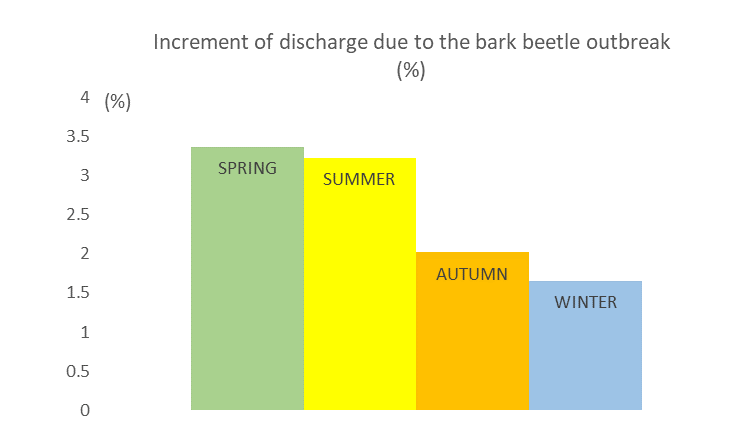 Increment of discharge due to the bark beetle outbreak
(%)
4
(%)
3.5
3
2.5
2
1.5
1
0.5
0
SPRING
SUMMER
AUTUMN
WINTER